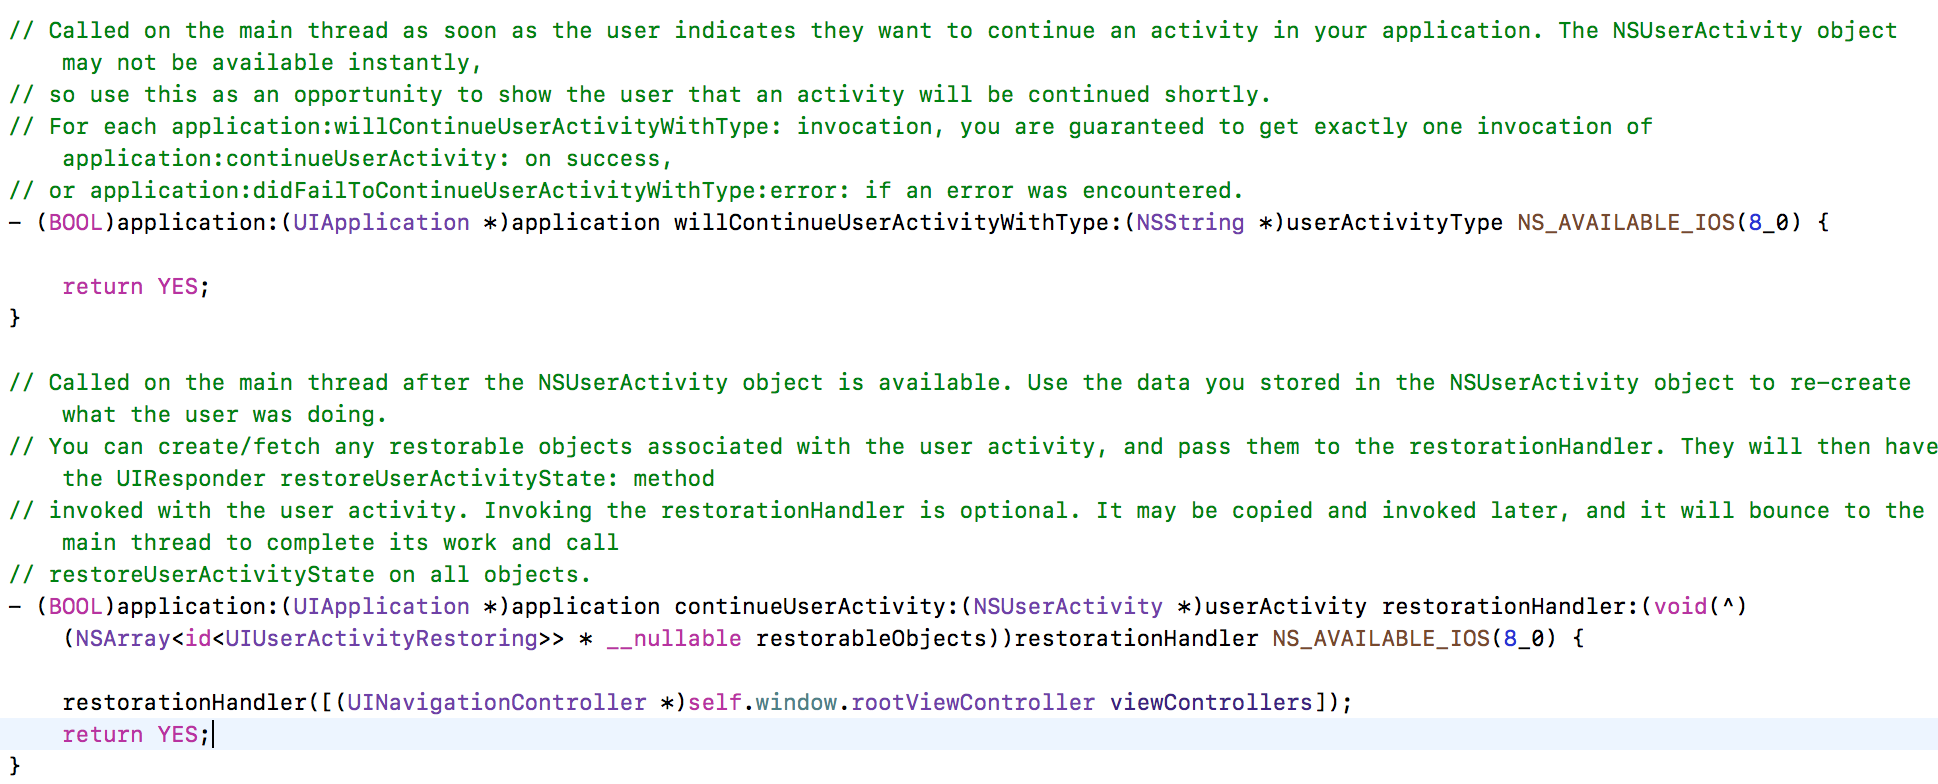 // Called on the main thread as soon as the user indicates they want to continue an activity in your application. The NSUserActivity object
may not be available instantly,
// so use this as an opportunity to show the user that an activity will be continued shortly.
// For each application:willContinueUserActivityWithType: invocation, you are guaranteed to get exactly one invocation of
application:continueUserActivity: on success,
// or application:didFailToContinueUserActivityWithType:error: if an error was encountered.
- (BOOL)application:(UIApplication *)application willContinueUserActivityWithType:(NSString *)userActivityType NS_AVAILABLE_IOS(8_0) {
return YES;
}
// Called on the main thread after the NSUserActivity object is available. Use the data you stored in the NSUserActivity object to re-create
what the user was doing.
// You can create/fetch any restorable objects associated with the user activity, and pass them to the restorationHandler. They will then have
the UIResponder restoreUserActivityState: method
// invoked with the user activity. Invoking the restorationHandler is optional. It may be copied and invoked later, and it will bounce to the
main thread to complete its work and call
// restoreUserActivityState on all objects.
- (BOOL)application:(UIApplication *)application continueUserActivity:(NSUserActivity *)userActivity restorationHandler:(void(^)
(NSArray<id<UIUserActivityRestoring>> * __nullable restorableObjects))restorationHandler NS_AVAILABLE_IOS(8_0) {
restorationHandler([(UINavigationController *)self.window.rootViewController viewControllers]);
return YES;
}